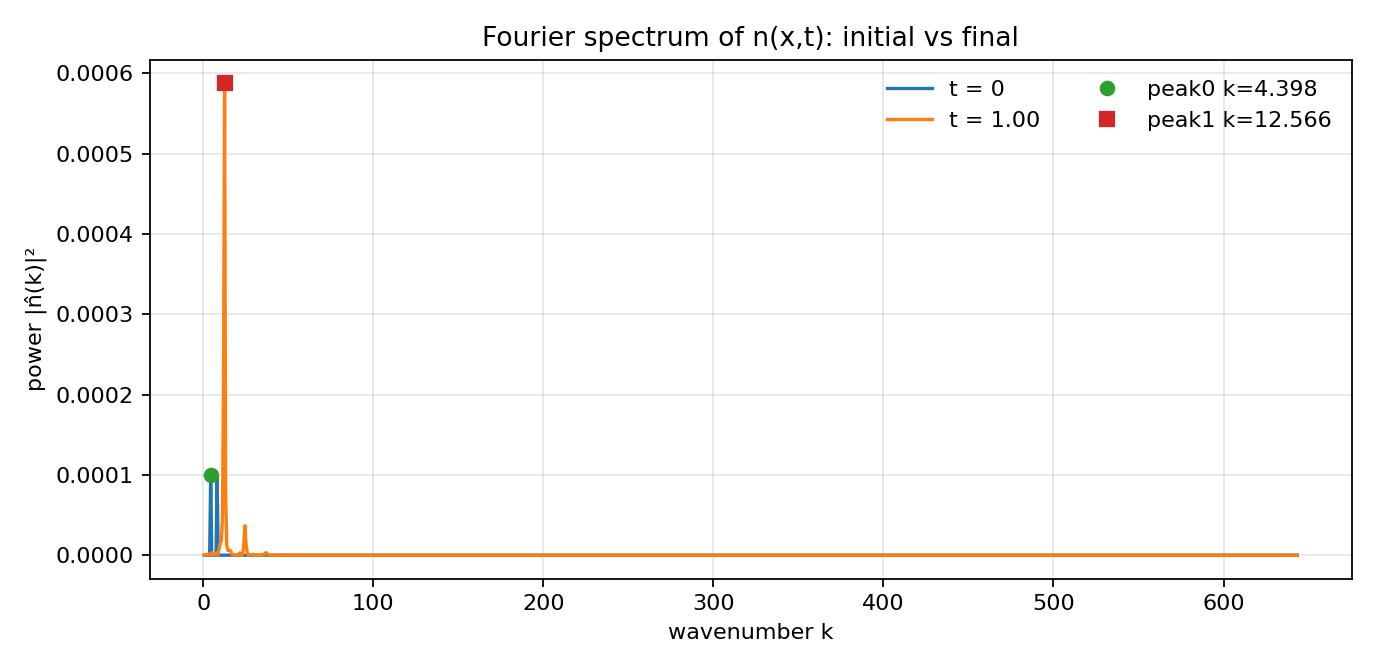 Fourier spectrum of n(x,t): initial vs final
power |n̂(k)|²
0.0006
0.0005
0.0004
0.0003
0.0002
0.0001
0.0000
t = 0
t = 1.00
peak0 k=4.398
peak1 k=12.566
0 100 200 300 400 500 600
wavenumber k